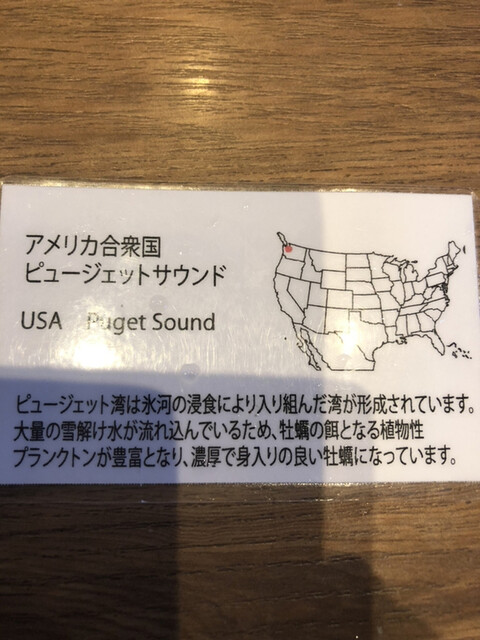 アメリカ合衆国
ピュージェットサウンド
USA Puget Sound
ピュージェット湾は氷河の浸食により入り組んだ湾が形成されています。
大量の雪解け水が流れ込んでいるため、牡蠣の餌となる植物性
プランクトンが豊富となり、濃厚で身入りの良い牡蠣になっています。